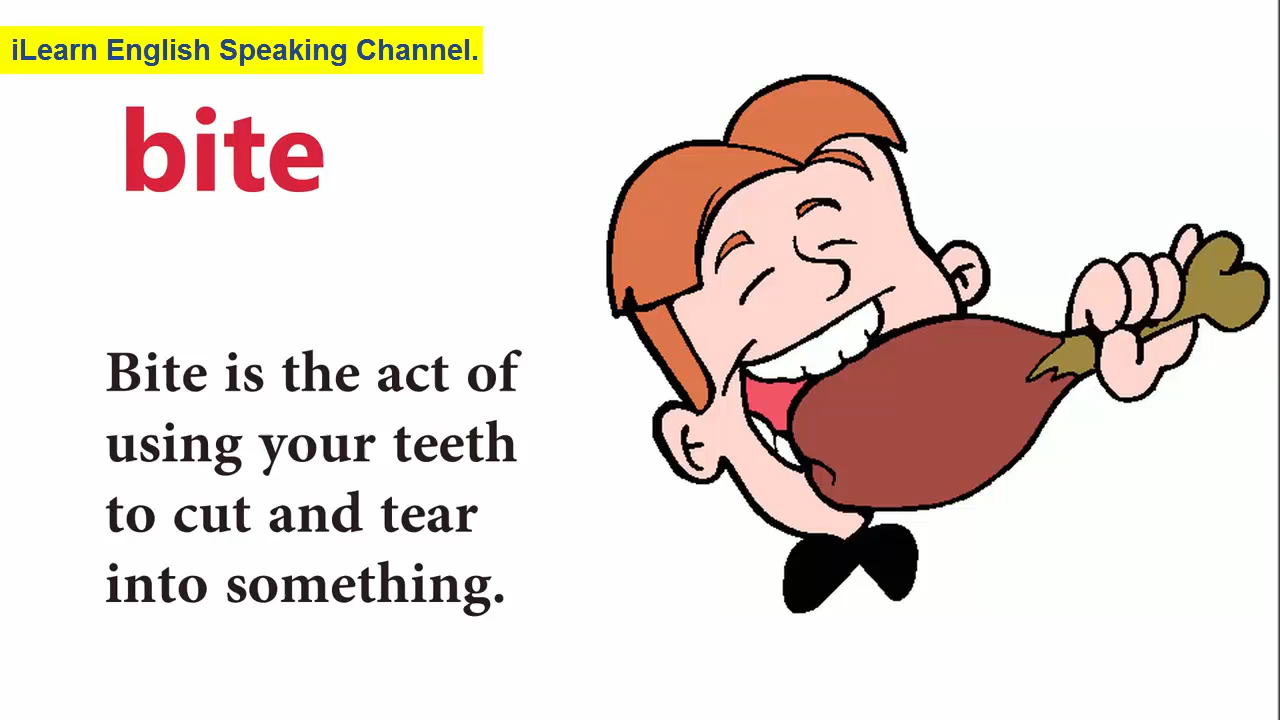 iLearn English Speaking Channel.
bite
Bite is the act of
using your teeth
to cut and tear
into something.